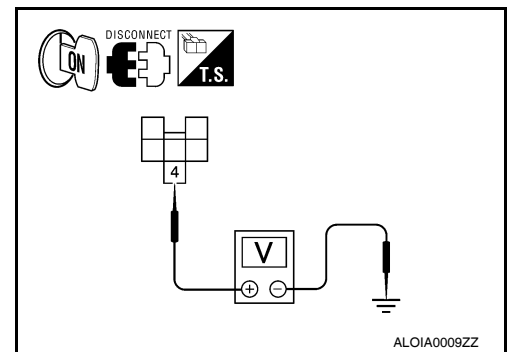 DISCONNECT
ON
T.S.
4
V
+ −
ALOIA0009ZZ